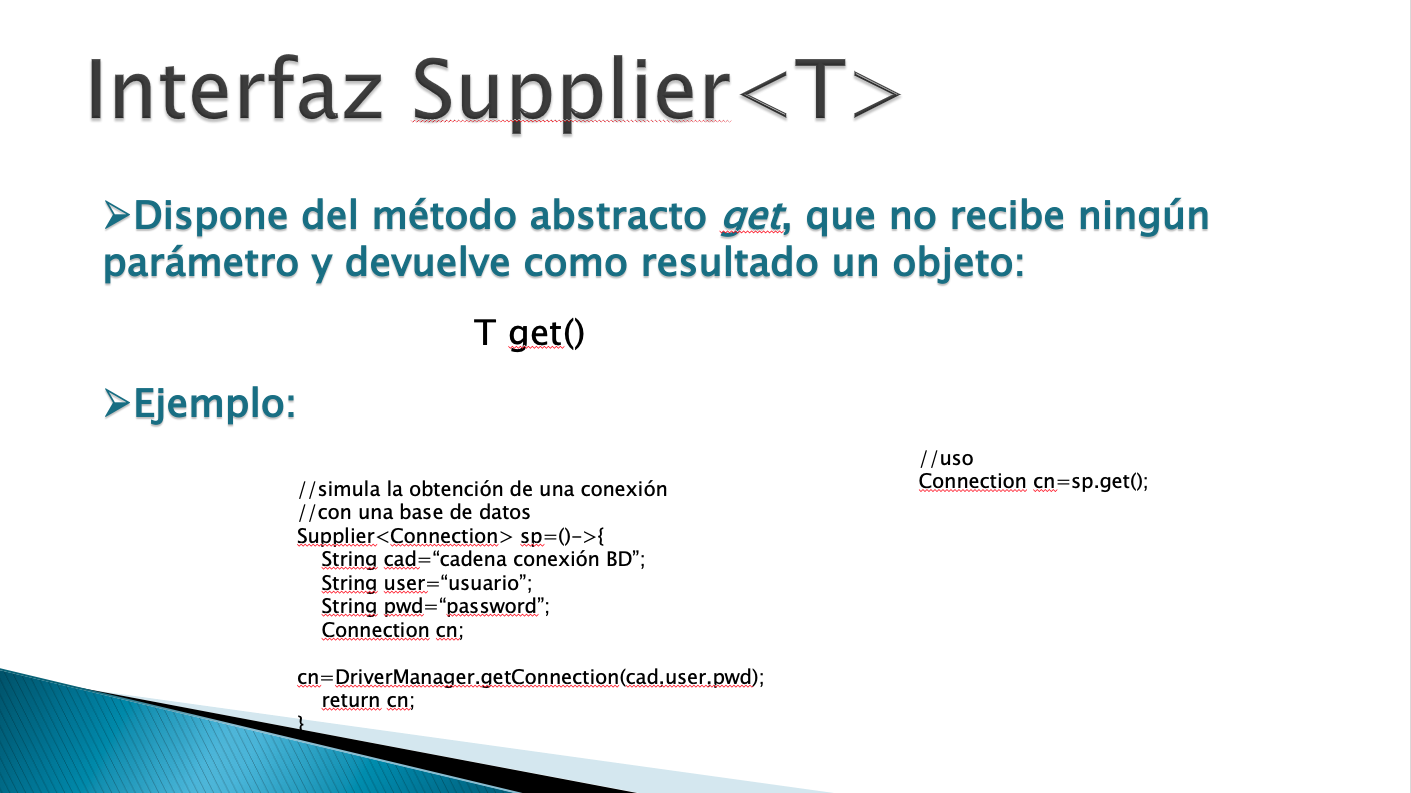 Interfaz Supplier<T>
➢Dispone del método abstracto get, que no recibe ningún
parámetro y devuelve como resultado un objeto:
T get()
➢Ejemplo:
//simula la obtención de una conexión
//con una base de datos
Supplier<Connection> sp=()->{
String cad=“cadena conexión BD”;
String user=“usuario”;
String pwd=“password”;
Connection cn;
cn=DriverManager.getConnection(cad,user,pwd);
return cn;
}
//uso
Connection cn=sp.get();